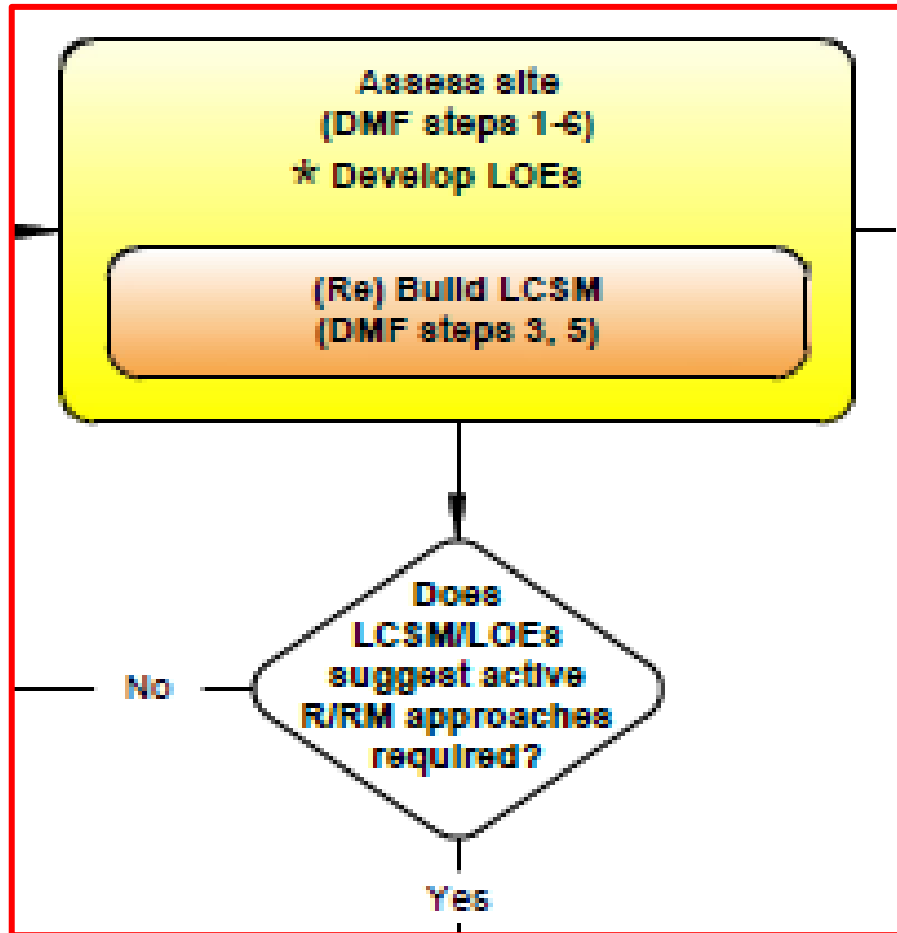 Assess site
(DMF steps 1-6)
* Develop LOEs
(Re) Build LCSM
(DMF steps 3, 5)
Does
LCSM/LOEs
suggest active
R/RM approaches
required?
No
Yes